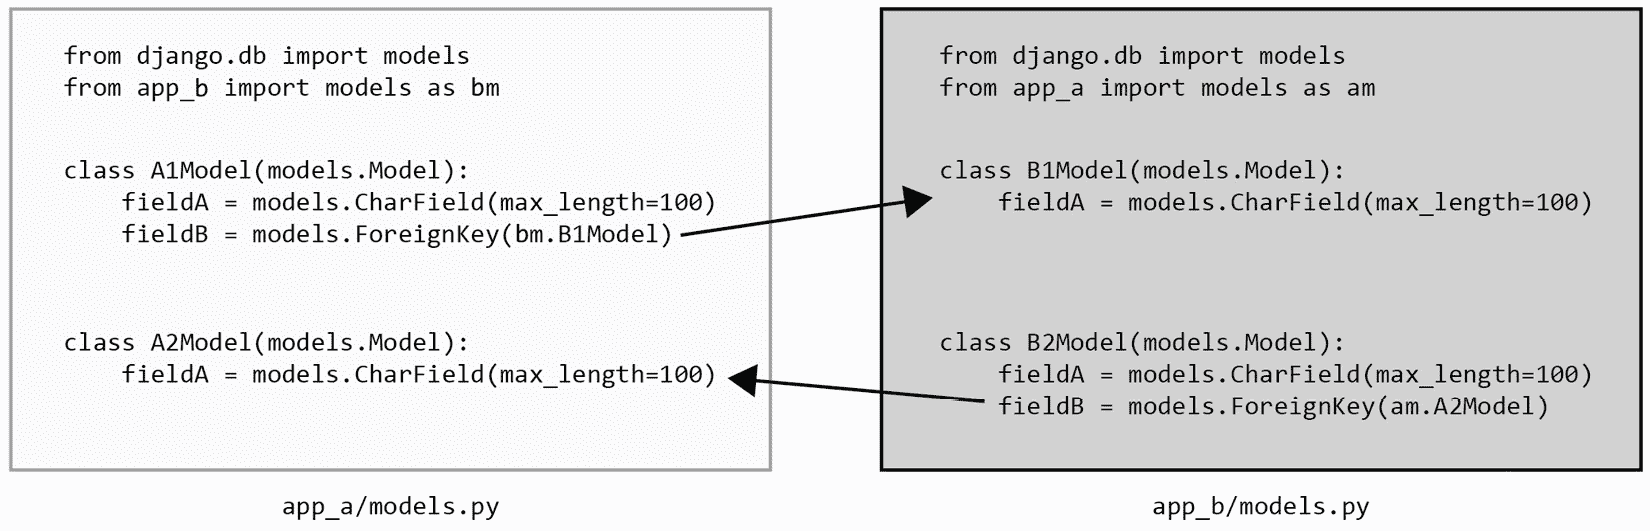 from django.db import models
from app_b import models as bm
class A1Model(models.Model):
    fieldA = models.CharField(max_length=100)
    fieldB = models.ForeignKey(bm.B1Model)
class A2Model(models.Model):
    fieldA = models.CharField(max_length=100)
app_a/models.py
from django.db import models
from app_a import models as am
class B1Model(models.Model):
    fieldA = models.CharField(max_length=100)
class B2Model(models.Model):
    fieldA = models.CharField(max_length=100)
    fieldB = models.ForeignKey(am.A2Model)
app_b/models.py